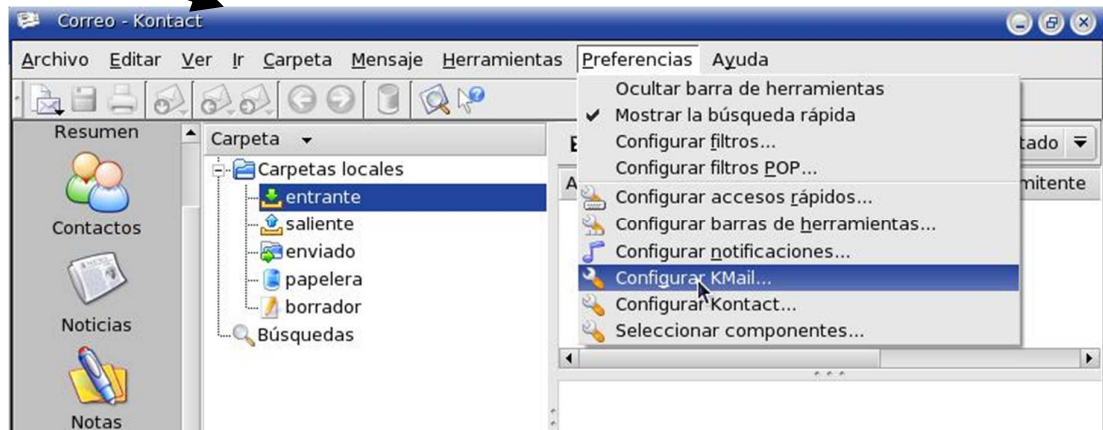 Correo - Kontact
Archivo Editar Ver Ir Carpeta Mensaje Herramientas Preferencias Ayuda
Resumen
Contactos
Noticias
Notas
Carpeta
Carpetas locales
entrante
saliente
enviado
papelera
borrador
Búsquedas
Ocultar barra de herramientas
Mostrar la búsqueda rápida
Configurar filtros...
Configurar filtros POP...
Configurar accesos rápidos...
Configurar barras de herramientas...
Configurar notificaciones...
Configurar KMail...
Configurar Kontact...
Seleccionar componentes...
tado
mitente